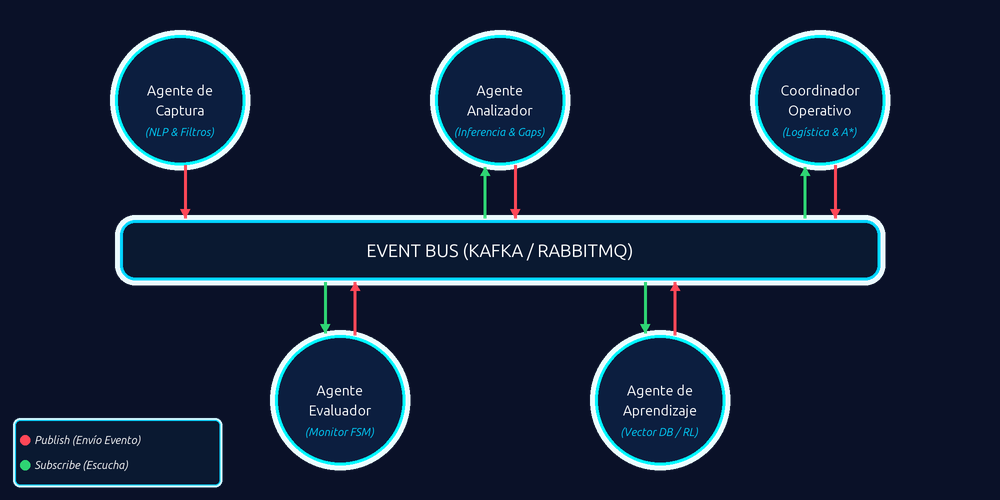 Agente de
Captura
(NLP & Filtros)
Agente
Analizador
(Inferencia & Gaps)
Coordinador
Operativo
(Logística & A*)
EVENT BUS (KAFKA / RABBITMQ)
Agente
Evaluador
(Monitor FSM)
Agente de
Aprendizaje
(Vector DB / RL)
Publish (Envío Evento)
Subscribe (Escucha)